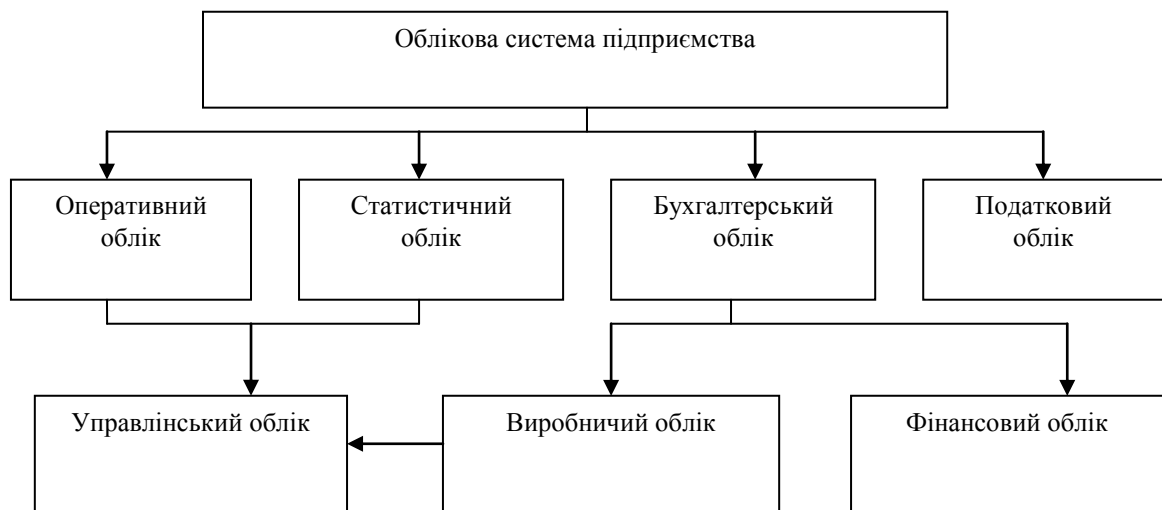 Облікова система підприємства
Оперативний
облік
Статистичний
облік
Бухгалтерський
облік
Податковий
облік
Управлінський облік
Виробничий облік
Фінансовий облік